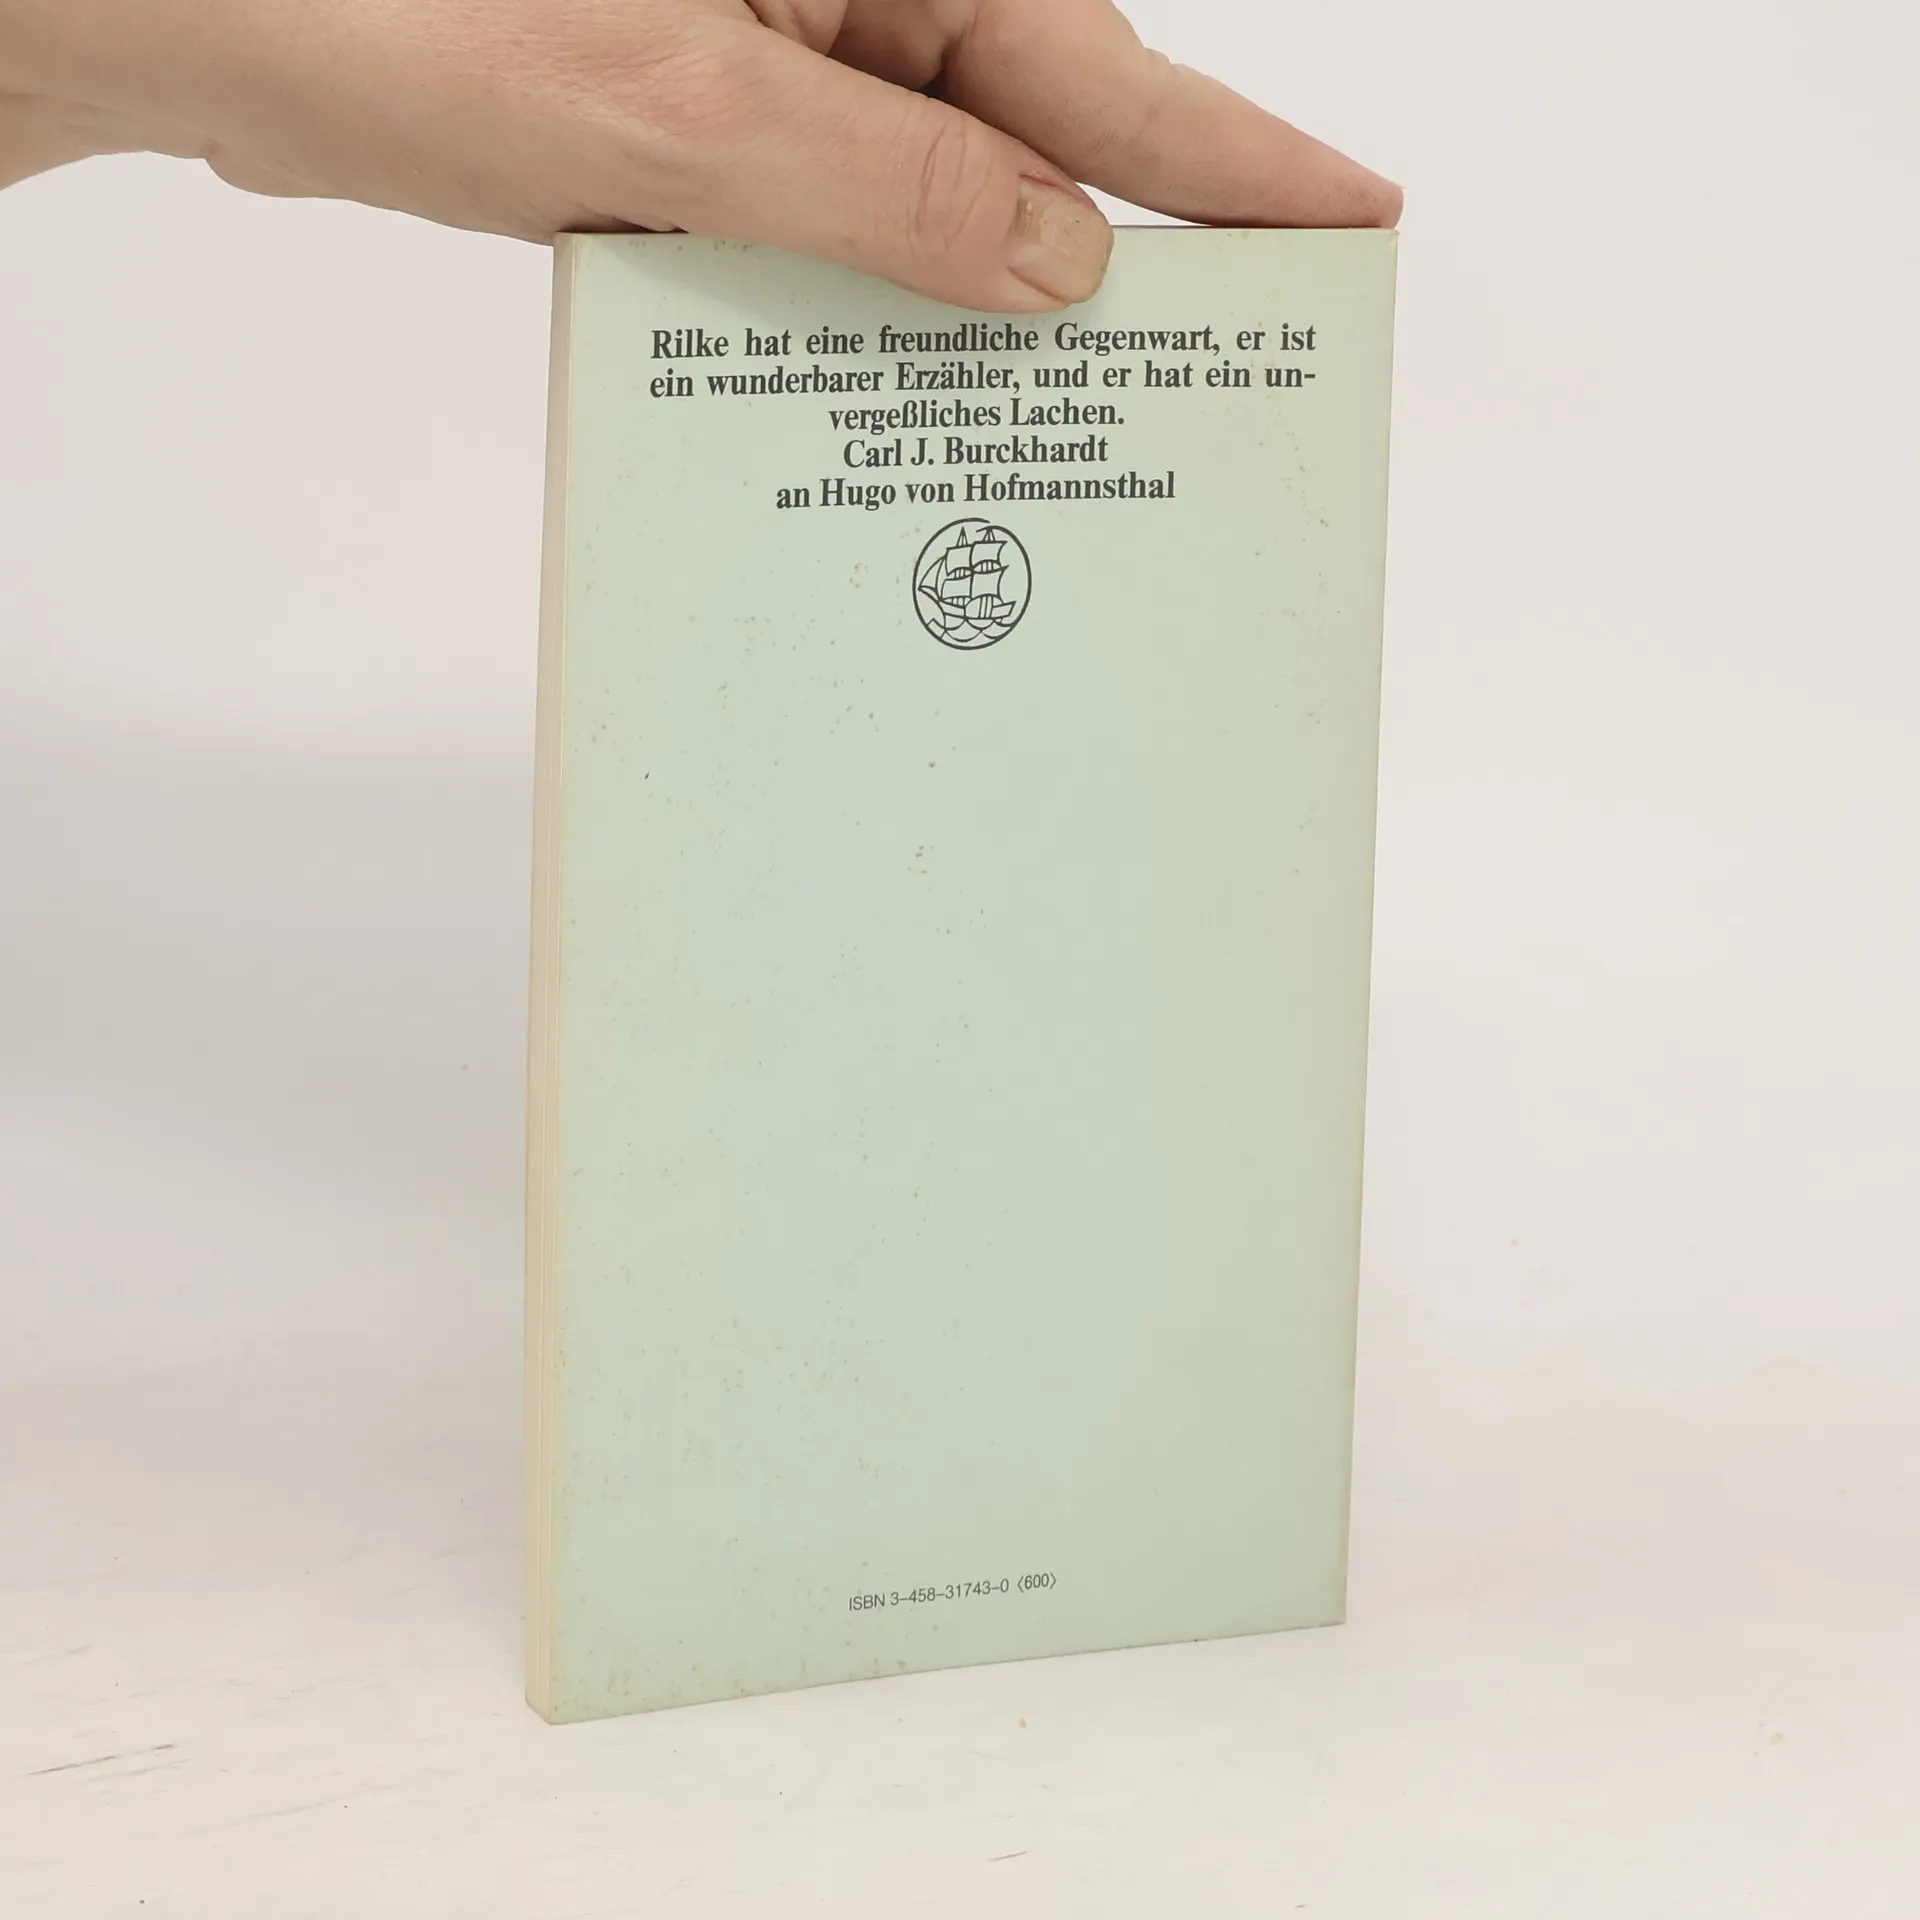 Rilke hat eine freundliche Gegenwart, er ist
ein wunderbarer Erzähler, und er hat ein un-
vergeßliches Lachen.
Carl J. Burckhardt
an Hugo von Hofmannsthal
ISBN 3–458–31743–0 ⟨600⟩